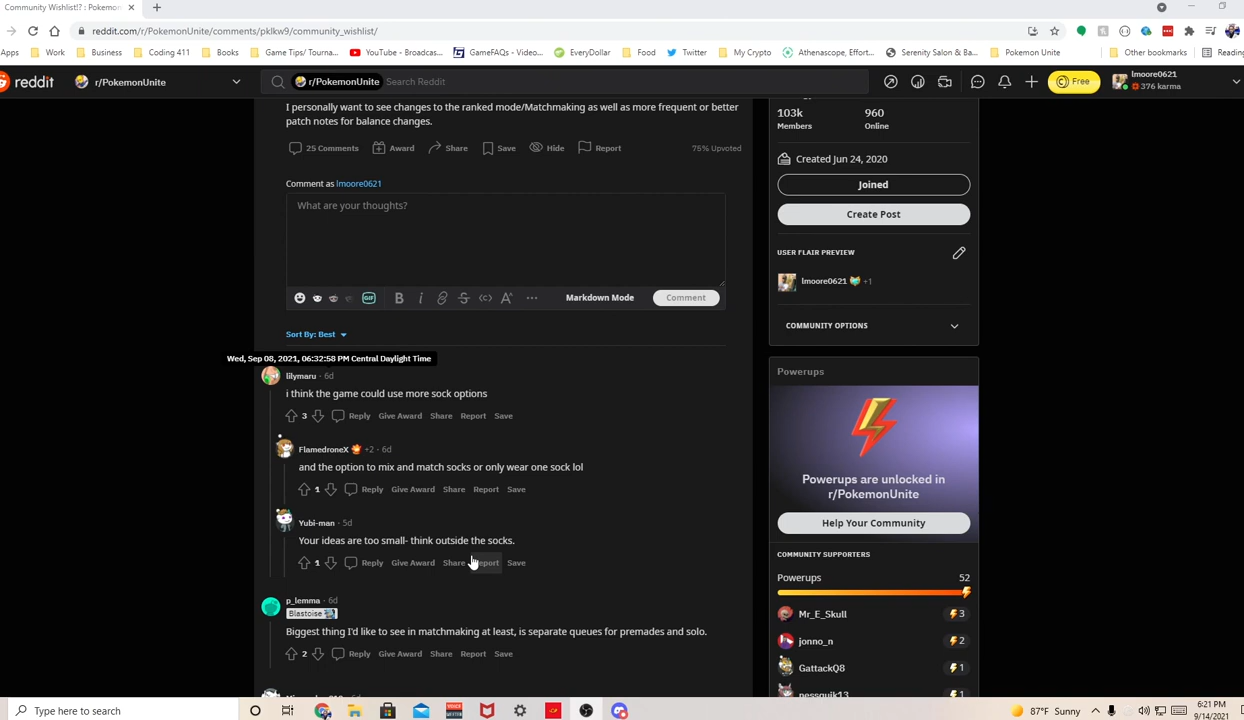 Community Wishlist!? : Pokemon
reddit.com/r/PokemonUnite/comments/pklkw9/community_wishlist/
Apps
Work
Business
Coding 411
Books
Game Tips/ Tourna...
YouTube - Broadcas...
GameFAQs - Video...
EveryDollar
Food
Twitter
My Crypto
Athenascope, Effort...
Serenity Salon & Ba...
Pokemon Unite
Other bookmarks
Reading
reddit
r/PokemonUnite
r/PokemonUnite
Search Reddit
Free
lmoore0621
376 karma
I personally want to see changes to the ranked mode/Matchmaking as well as more frequent or better
patch notes for balance changes.
25 Comments Award Share Save Hide Report 75% Upvoted
Comment as lmoore0621
What are your thoughts?
GIF
B i A
Markdown Mode
Comment
Sort By: Best
Wed, Sep 08, 2021, 06:32:58 PM Central Daylight Time
lilymaru · 6d
i think the game could use more sock options
3 Reply Give Award Share Report Save
FlamedroneX +2 · 6d
and the option to mix and match socks or only wear one sock lol
1 Reply Give Award Share Report Save
Yubi-man · 5d
Your ideas are too small- think outside the socks.
1 Reply Give Award Share Report Save
p_lemma · 6d
Blastoise
Biggest thing I'd like to see in matchmaking at least, is separate queues for premades and solo.
2 Reply Give Award Share Report Save
103k
Members
960
Online
Created Jun 24, 2020
Joined
Create Post
USER FLAIR PREVIEW
lmoore0621 +1
COMMUNITY OPTIONS
Powerups
Powerups are unlocked in
r/PokemonUnite
Help Your Community
COMMUNITY SUPPORTERS
Powerups 52
Mr_E_Skull 3
jonno_n 2
GattackQ8 1
nessquik13 1
Type here to search
87°F Sunny
6:21 PM
9/14/2021